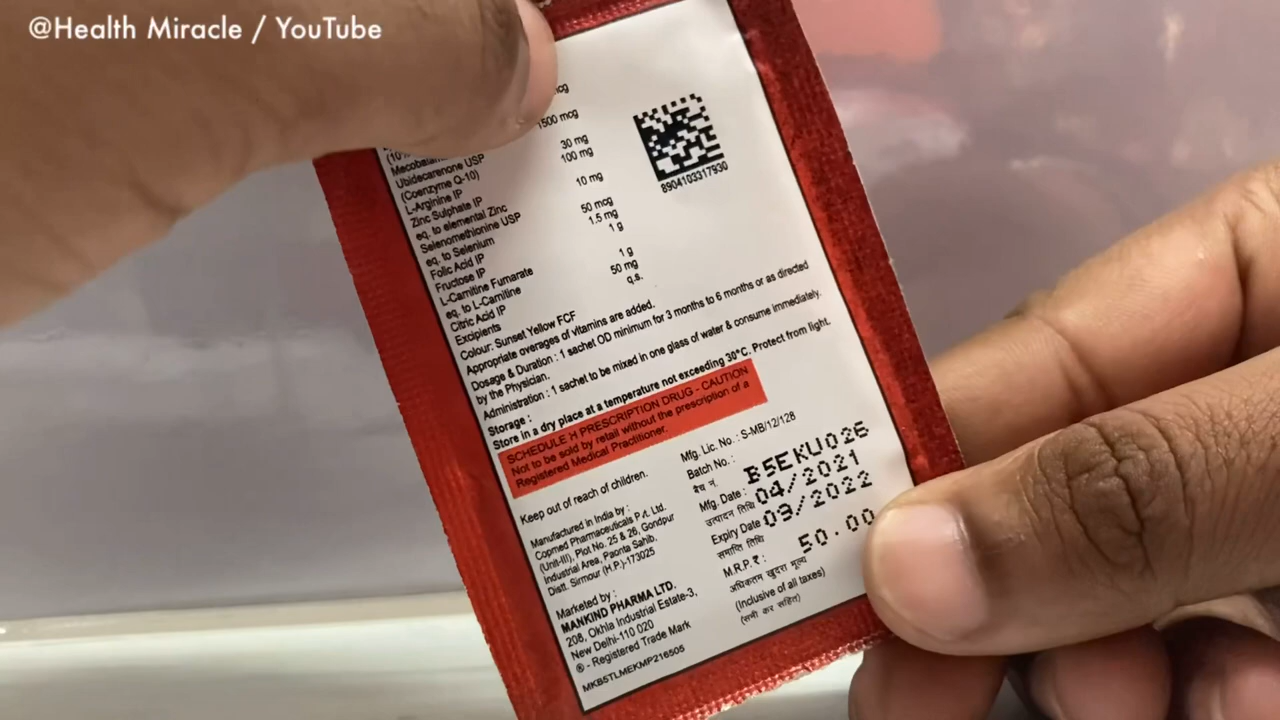 @Health Miracle / YouTube
mcg
1500 mcg
Ubidecarenone USP 30 mg
(Coenzyme Q-10) 100 mg
L-Arginine IP
Zinc Sulphate IP 10 mg
eq. to elemental Zinc
Selenomethionine USP 50 mcg
eq. to Selenium 1.5 mg
Folic Acid IP 1 g
Fructose IP
L-Carnitine Fumarate 1 g
eq. to L-Carnitine 50 mg
Citric Acid IP q.s.
Excipients
Colour: Sunset Yellow FCF
Appropriate overages of vitamins are added.
Dosage & Duration : 1 sachet OD minimum for 3 months to 6 months or as directed
by the Physician.
Administration : 1 sachet to be mixed in one glass of water & consume immediately.
Storage :
Store in a dry place at a temperature not exceeding 30°C. Protect from light.
SCHEDULE H PRESCRIPTION DRUG - CAUTION
Not to be sold by retail without the prescription of a
Registered Medical Practitioner.
Keep out of reach of children.
Manufactured in India by :
Copmed Pharmaceuticals Pvt. Ltd.
(Unit-III), Plot No. 25 & 26, Gondpur
Industrial Area, Paonta Sahib,
Distt. Sirmour (H.P.)-173025
Marketed by :
MANKIND PHARMA LTD.
208, Okhla Industrial Estate-3,
New Delhi-110 020
® - Registered Trade Mark
MKB5TLMEKMP216505
8904103317930
Mfg. Lic. No. : S-MB/12/128
Batch No. : B5EKU026
बैच नं.
Mfg. Date : 04/2021
उत्पादन तिथि
Expiry Date 03/2022
समाप्ति तिथि
M.R.P. ₹ : 50.00
अधिकतम खुदरा मूल्य
(Inclusive of all taxes)
(सभी कर सहित)